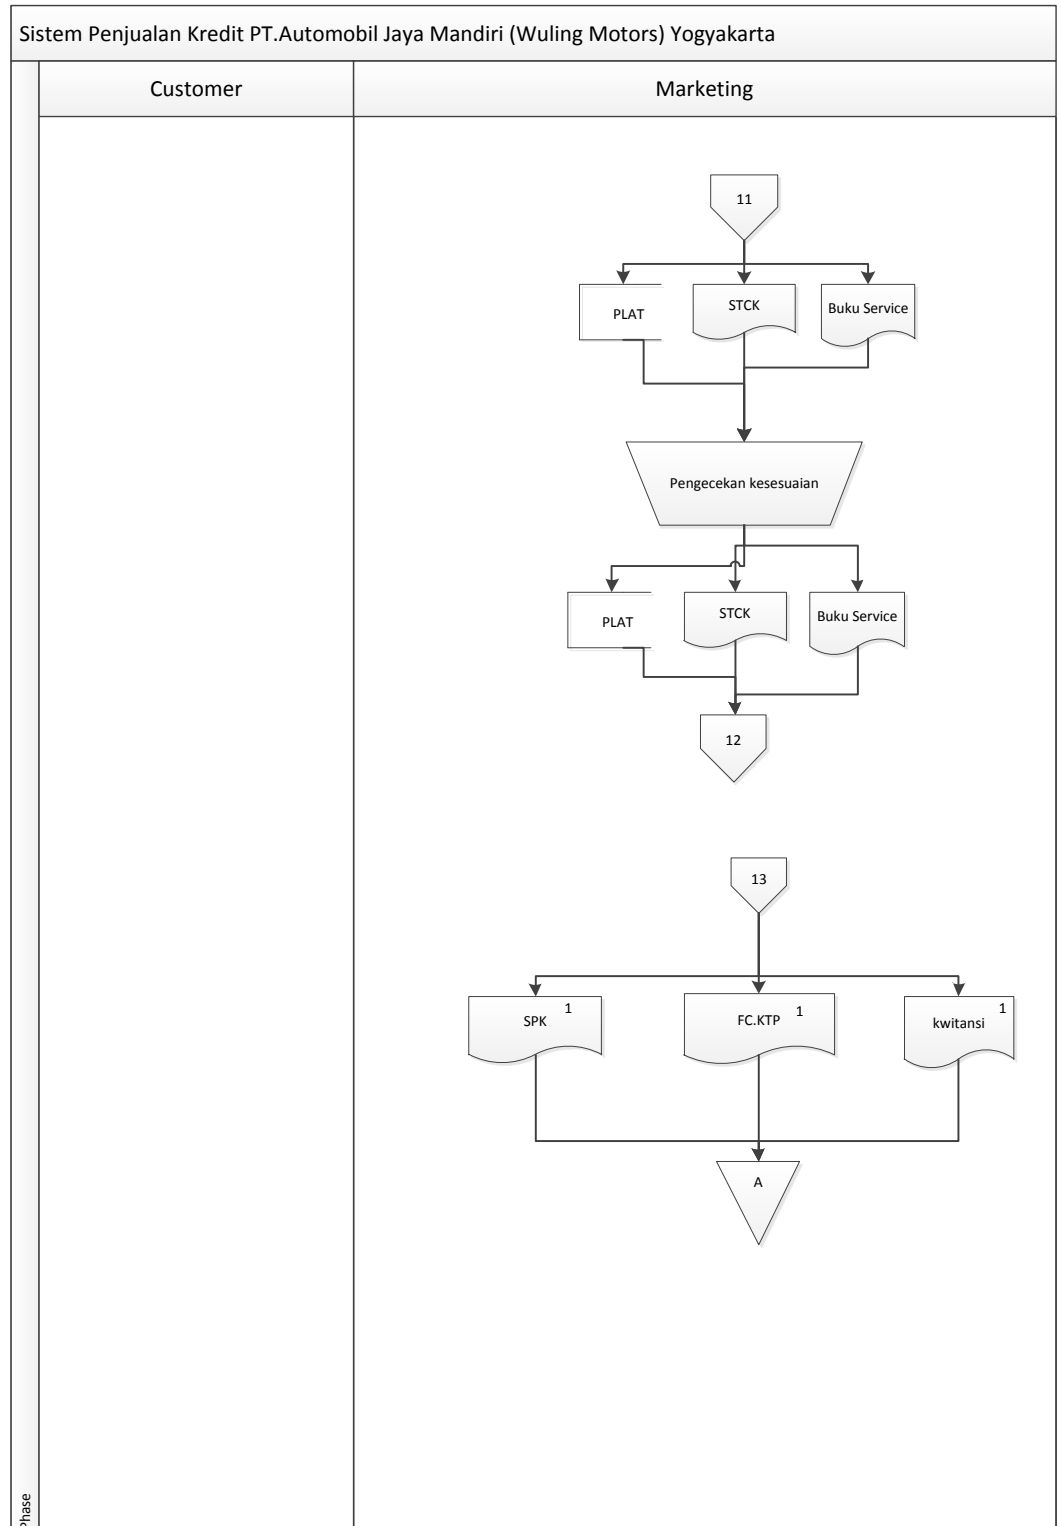 Sistem Penjualan Kredit PT.Automobil Jaya Mandiri (Wuling Motors) Yogyakarta
Customer
Marketing
11
PLAT
STCK
Buku Service
Pengecekan kesesuaian
PLAT
STCK
Buku Service
12
13
SPK
1
FC.KTP
1
kwitansi
1
A
Phase